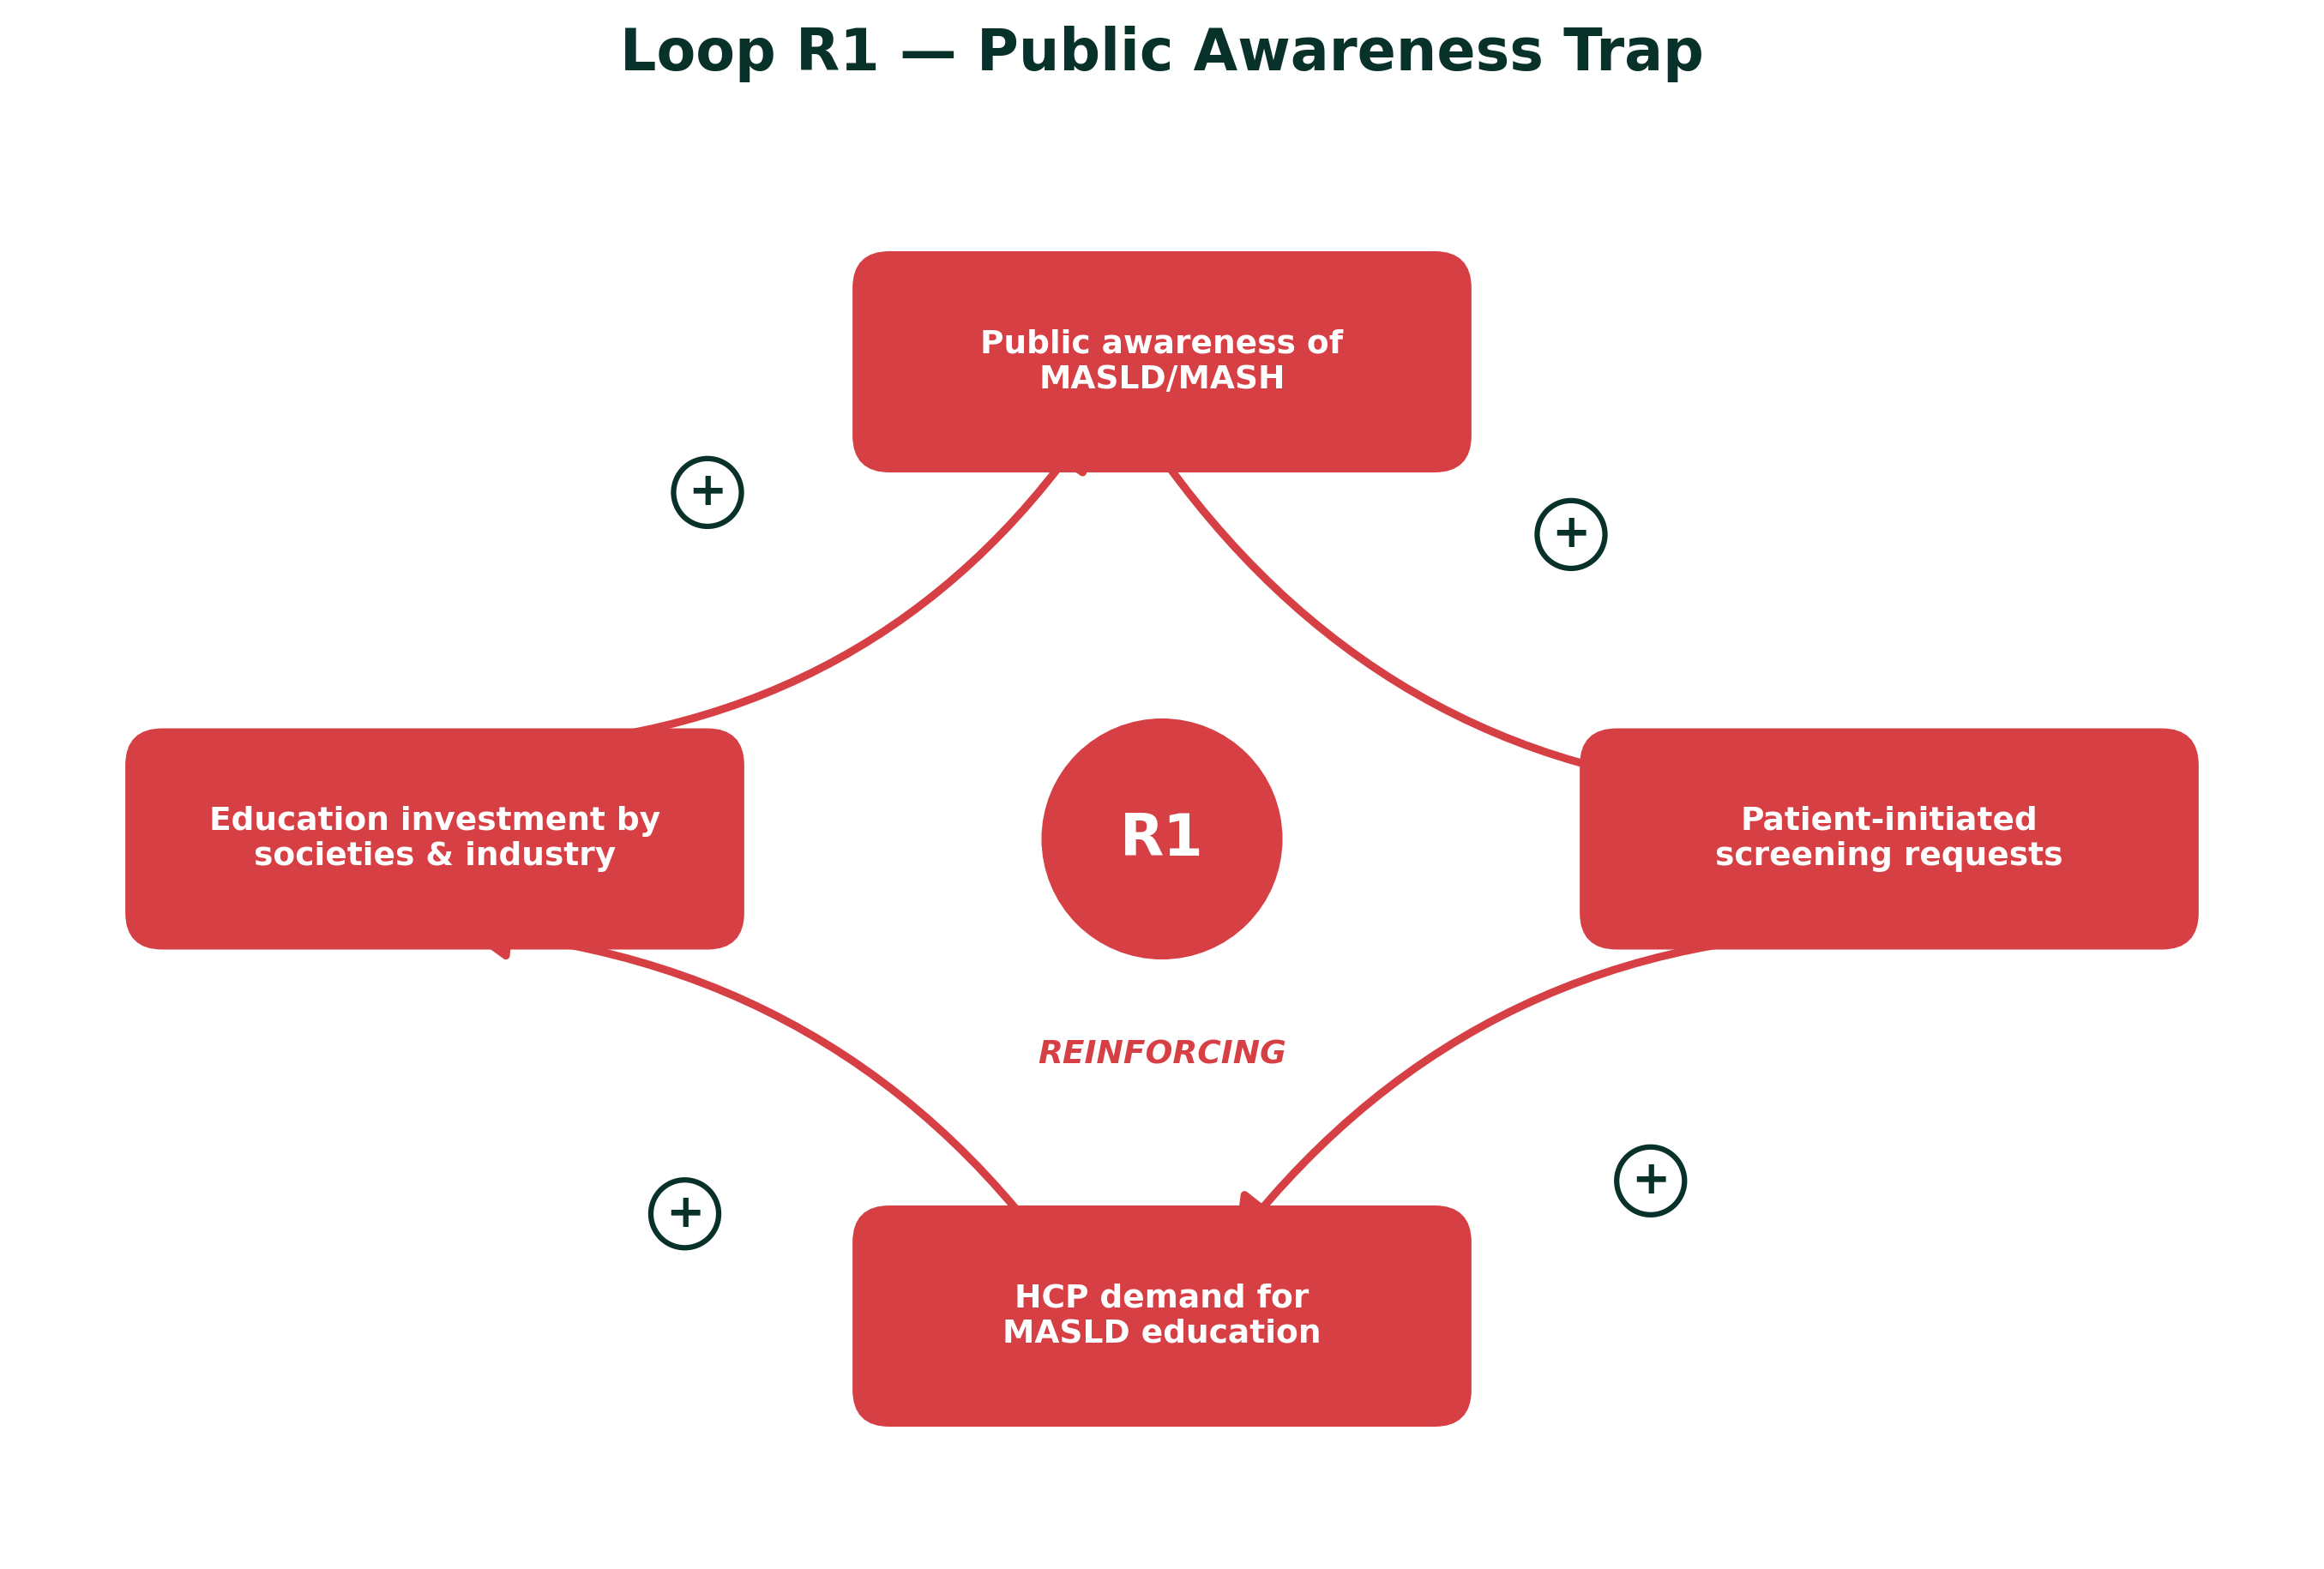 Loop R1 — Public Awareness Trap
Public awareness of
MASLD/MASH
+
+
Education investment by
societies & industry
R1
Patient-initiated
screening requests
REINFORCING
+
+
HCP demand for
MASLD education